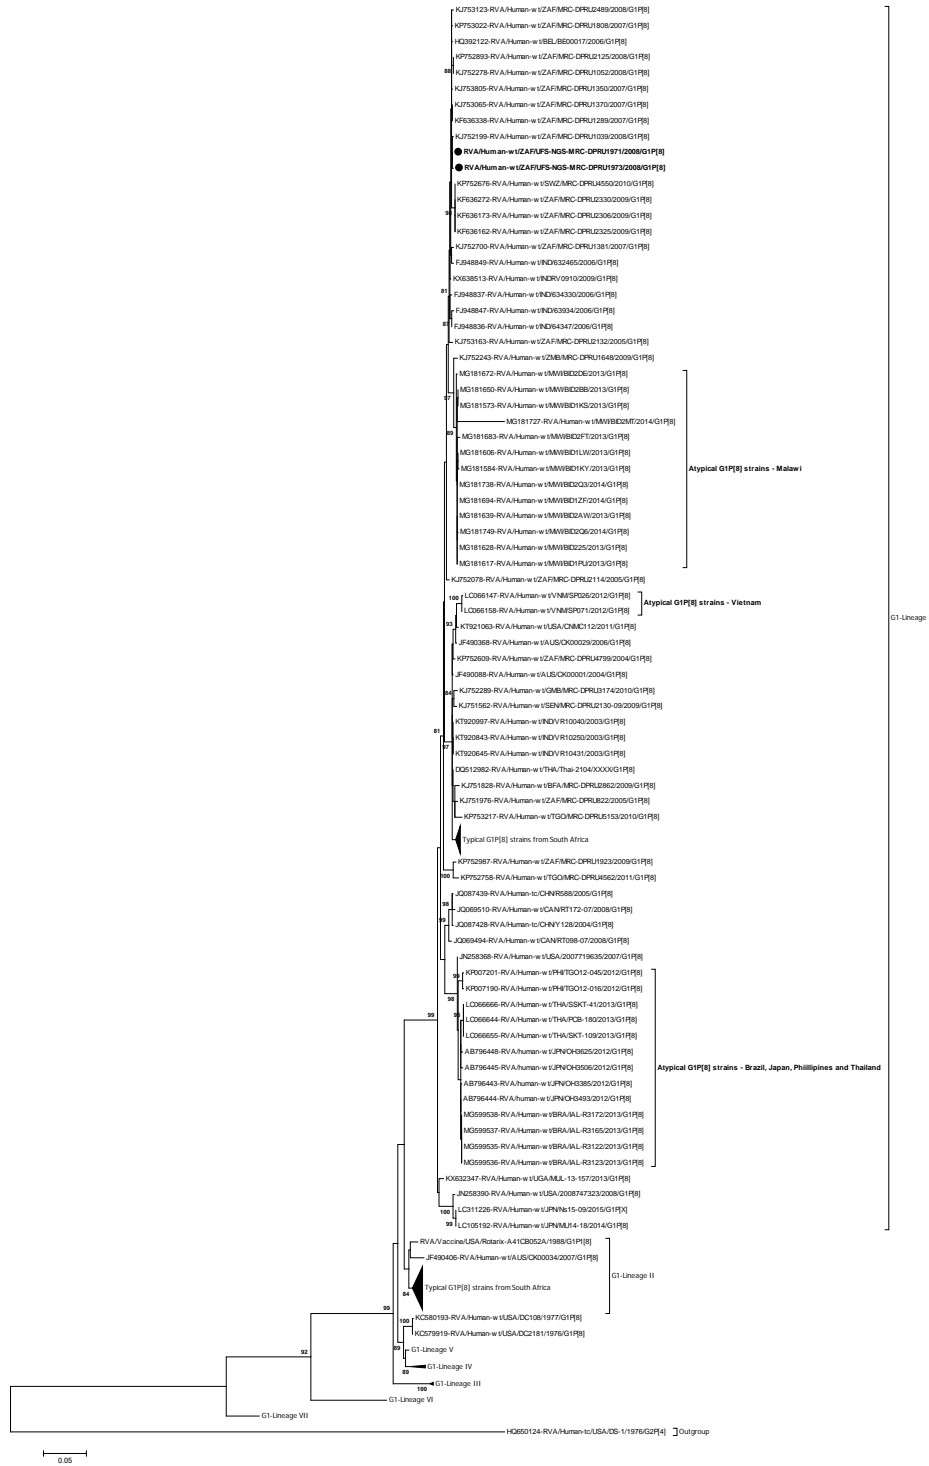 KJ753123-RVA/Human-wt/ZAF/MRC-DPRU2489/2008/G1P[8]
KP753022-RVA/Human-wt/ZAF/MRC-DPRU1808/2007/G1P[8]
HQ392122-RVA/Human-wt/BEL/BE00017/2006/G1P[8]
KP752893-RVA/Human-wt/ZAF/MRC-DPRU2125/2008/G1P[8]
88
KJ752278-RVA/Human-wt/ZAF/MRC-DPRU1052/2008/G1P[8]
KJ753805-RVA/Human-wt/ZAF/MRC-DPRU1350/2007/G1P[8]
KJ753065-RVA/Human-wt/ZAF/MRC-DPRU1370/2007/G1P[8]
KF636338-RVA/Human-wt/ZAF/MRC-DPRU1289/2007/G1P[8]
KJ752199-RVA/Human-wt/ZAF/MRC-DPRU1039/2008/G1P[8]
RVA/Human-wt/ZAF/UFS-NGS-MRC-DPRU1971/2008/G1P[8]
RVA/Human-wt/ZAF/UFS-NGS-MRC-DPRU1973/2008/G1P[8]
KP752676-RVA/Human-wt/SWZ/MRC-DPRU4550/2010/G1P[8]
KF636272-RVA/Human-wt/ZAF/MRC-DPRU2330/2009/G1P[8]
KF636173-RVA/Human-wt/ZAF/MRC-DPRU2306/2009/G1P[8]
KF636162-RVA/Human-wt/ZAF/MRC-DPRU2325/2009/G1P[8]
KJ752700-RVA/Human-wt/ZAF/MRC-DPRU1381/2007/G1P[8]
FJ948849-RVA/Human-wt/IND/632465/2006/G1P[8]
KX638513-RVA/Human-wt/INDRV0910/2009/G1P[8]
81
FJ948837-RVA/Human-wt/IND/634330/2006/G1P[8]
FJ948847-RVA/Human-wt/IND/63934/2006/G1P[8]
87
FJ948836-RVA/Human-wt/IND/64347/2006/G1P[8]
KJ753163-RVA/Human-wt/ZAF/MRC-DPRU2132/2005/G1P[8]
KJ752243-RVA/Human-wt/ZMB/MRC-DPRU1648/2009/G1P[8]
MG181672-RVA/Human-wt/MWI/BID2DE/2013/G1P[8]
MG181650-RVA/Human-wt/MWI/BID2BB/2013/G1P[8]
97
MG181573-RVA/Human-wt/MWI/BID1KS/2013/G1P[8]
MG181727-RVA/Human-wt/MWI/BID2MT/2014/G1P[8]
89
MG181683-RVA/Human-wt/MWI/BID2FT/2013/G1P[8]
MG181606-RVA/Human-wt/MWI/BID1LW/2013/G1P[8]
MG181584-RVA/Human-wt/MWI/BID1KY/2013/G1P[8]
Atypical G1P[8] strains - Malawi
MG181738-RVA/Human-wt/MWI/BID2Q3/2014/G1P[8]
MG181694-RVA/Human-wt/MWI/BID1ZF/2014/G1P[8]
MG181639-RVA/Human-wt/MWI/BID2AW/2013/G1P[8]
MG181749-RVA/Human-wt/MWI/BID2Q6/2014/G1P[8]
MG181628-RVA/Human-wt/MWI/BID225/2013/G1P[8]
MG181617-RVA/Human-wt/MWI/BID1PU/2013/G1P[8]
KJ752078-RVA/Human-wt/ZAF/MRC-DPRU2114/2005/G1P[8]
LC066147-RVA/Human-wt/VNM/SP026/2012/G1P[8]
100
Atypical G1P[8] strains - Vietnam
LC066158-RVA/Human-wt/VNM/SP071/2012/G1P[8]
G1-Lineage
93
KT921063-RVA/Human-wt/USA/CNMC112/2011/G1P[8]
JF490368-RVA/Human-wt/AUS/CK00029/2006/G1P[8]
KP752609-RVA/Human-wt/ZAF/MRC-DPRU4799/2004/G1P[8]
JF490088-RVA/Human-wt/AUS/CK00001/2004/G1P[8]
84
KJ752289-RVA/Human-wt/GMB/MRC-DPRU3174/2010/G1P[8]
KJ751562-RVA/Human-wt/SEN/MRC-DPRU2130-09/2009/G1P[8]
KT920997-RVA/Human-wt/IND/VR10040/2003/G1P[8]
81
KT920843-RVA/Human-wt/IND/VR10250/2003/G1P[8]
97
KT920645-RVA/Human-wt/IND/VR10431/2003/G1P[8]
DQ512982-RVA/Human-wt/THA/Thai-2104/XXXX/G1P[8]
KJ751828-RVA/Human-wt/BFA/MRC-DPRU2862/2009/G1P[8]
KJ751976-RVA/Human-wt/ZAF/MRC-DPRU822/2005/G1P[8]
KP753217-RVA/Human-wt/TGO/MRC-DPRU5153/2010/G1P[8]
Typical G1P[8] strains from South Africa
KP752987-RVA/Human-wt/ZAF/MRC-DPRU1923/2009/G1P[8]
100
KP752758-RVA/Human-wt/TGO/MRC-DPRU4562/2011/G1P[8]
JQ087439-RVA/Human-tc/CHN/R588/2005/G1P[8]
98
JQ069510-RVA/Human-wt/CAN/RT172-07/2008/G1P[8]
99
JQ087428-RVA/Human-tc/CHN/Y128/2004/G1P[8]
JQ069494-RVA/Human-wt/CAN/RT098-07/2008/G1P[8]
JN258368-RVA/Human-wt/USA/2007719635/2007/G1P[8]
99
KP007201-RVA/Human-wt/PHI/TGO12-045/2012/G1P[8]
KP007190-RVA/Human-wt/PHI/TGO12-016/2012/G1P[8]
98
LC066666-RVA/Human-wt/THA/SSKT-41/2013/G1P[8]
99
LC066644-RVA/Human-wt/THA/PCB-180/2013/G1P[8]
LC066655-RVA/Human-wt/THA/SKT-109/2013/G1P[8]
AB796448-RVA/Human-wt/JPN/OH3625/2012/G1P[8]
AB796445-RVA/Human-wt/JPN/OH3506/2012/G1P[8]
Atypical G1P[8] strains - Brazil, Japan, Phiillipines and Thailand
AB796443-RVA/human-wt/JPN/OH3385/2012/G1P[8]
AB796444-RVA/human-wt/JPN/OH3493/2012/G1P[8]
MG599538-RVA/Human-wt/BRA/IAL-R3172/2013/G1P[8]
MG599537-RVA/Human-wt/BRA/IAL-R3165/2013/G1P[8]
MG599535-RVA/Human-wt/BRA/IAL-R3122/2013/G1P[8]
MG599536-RVA/Human-wt/BRA/IAL-R3123/2013/G1P[8]
KX632347-RVA/Human-wt/UGA/MUL-13-157/2013/G1P[8]
JN258390-RVA/Human-wt/USA/2008747323/2008/G1P[8]
100
LC311226-RVA/Human-wt/JPN/Ns15-09/2015/G1P[X]
99
LC105192-RVA/Human-wt/JPN/MU14-18/2014/G1P[8]
RVA/Vaccine/USA/Rotarix-A41CB052A/1988/G1P1[8]
JF490406-RVA/Human-wt/AUS/CK00034/2007/G1P[8]
G1-Lineage II
Typical G1P[8] strains from South Africa
84
99
KC580193-RVA/Human-wt/USA/DC108/1977/G1P[8]
100
KC579919-RVA/Human-wt/USA/DC2181/1976/G1P[8]
89
G1-Lineage V
92
G1-Lineage IV
89
G1-Lineage III
100
G1-Lineage VI
G1-Lineage VII
HQ650124-RVA/Human-tc/USA/DS-1/1976/G2P[4]
Outgroup
0.05